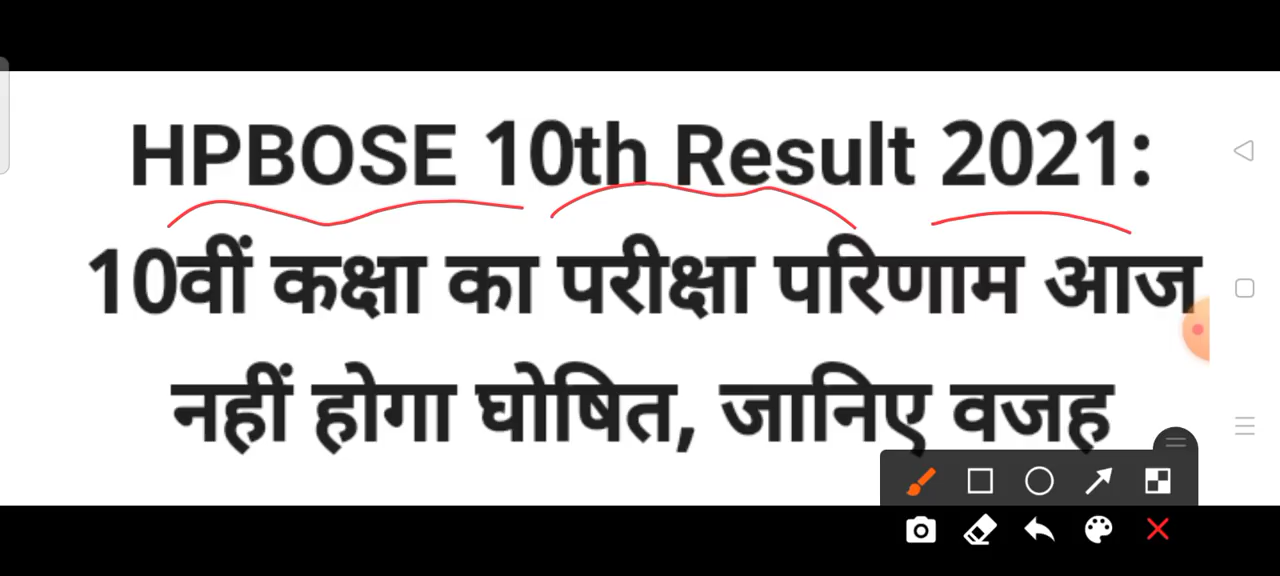 HPBOSE 10th Result 2021:
10वीं कक्षा का परीक्षा परिणाम आज
नहीं होगा घोषित, जानिए वजह